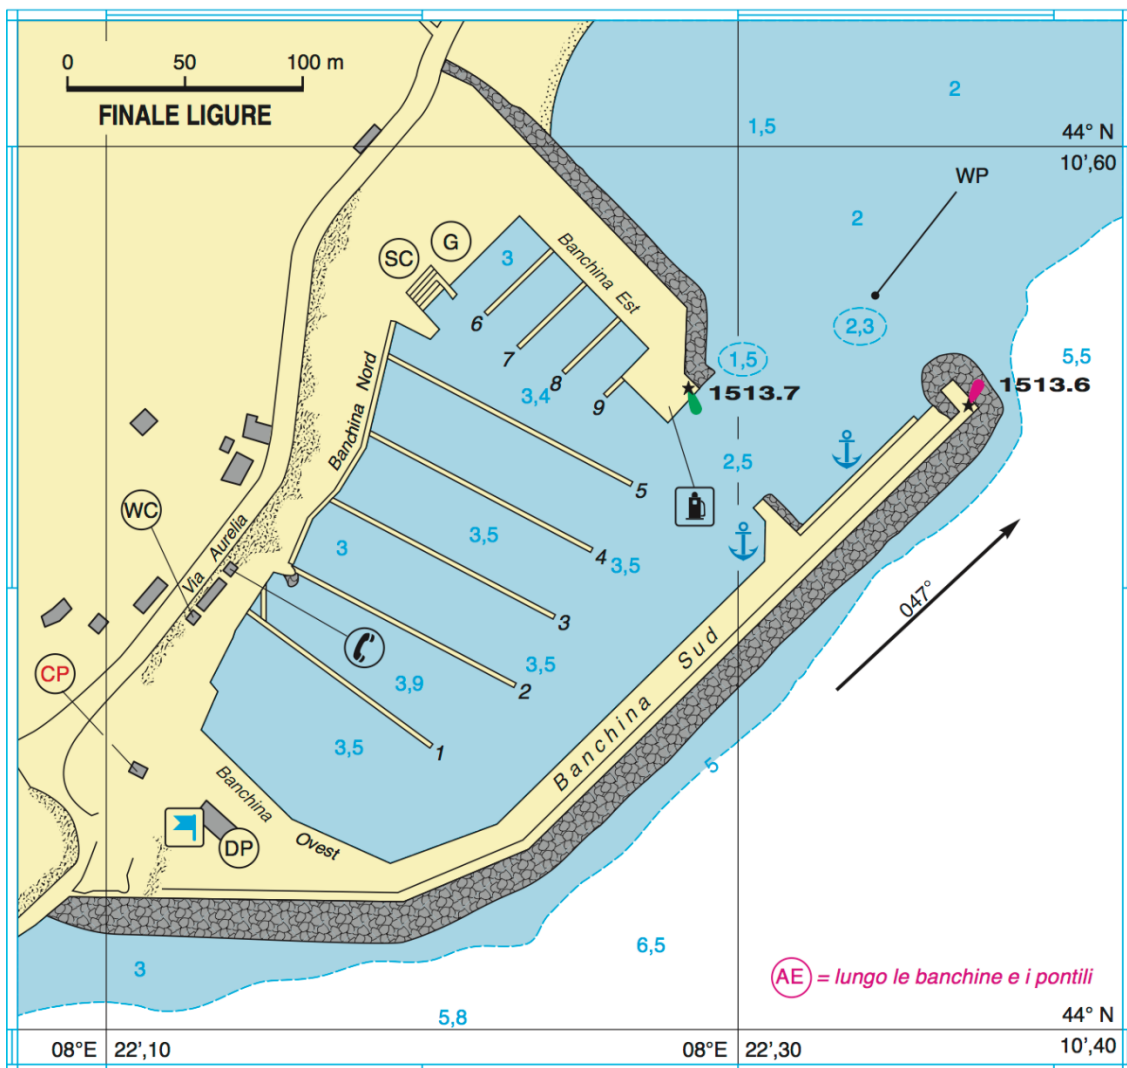 0 50 100 m
FINALE LIGURE
2
1,5
44° N
10',60
WP
2
SC
G
3
Banchina Est
6
7
8
9
2,3
1,5
5,5
1513.7
1513.6
3,4
Banchina Nord
2,5
5
WC
Via Aurelia
3
3,5
4
3,5
047°
3
CP
3,9
3,5
2
Banchina Sud
3,5
1
5
Banchina Ovest
DP
6,5
3
AE = lungo le banchine e i pontili
5,8
44° N
10',40
08°E 22',10
08°E 22',30